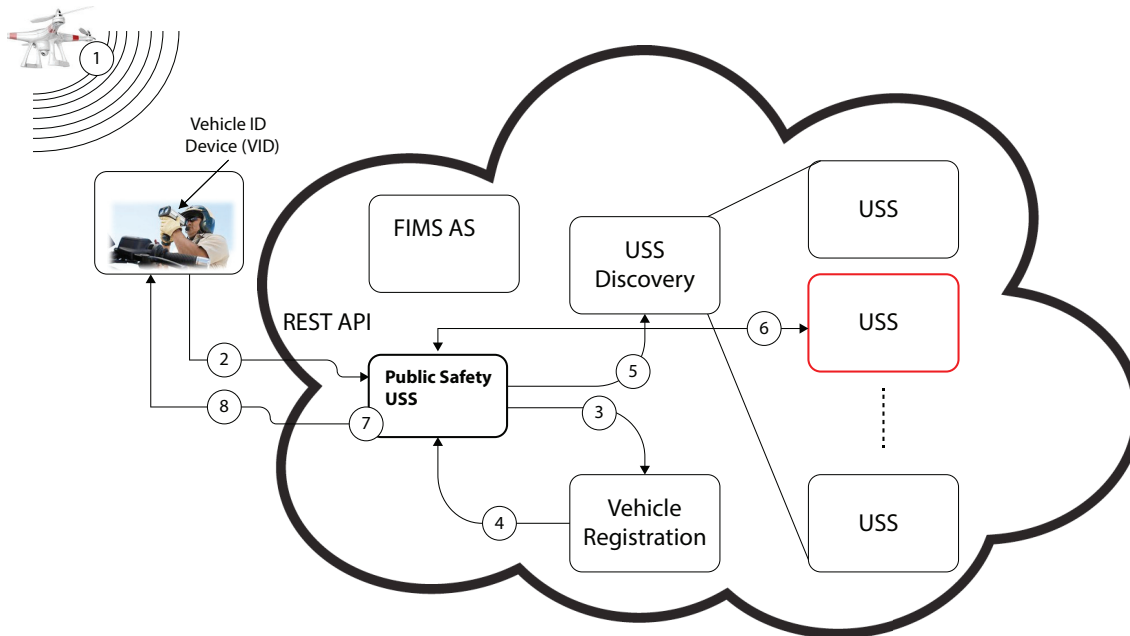 1
Vehicle ID
Device (VID)
FIMS AS
USS
Discovery
USS
USS
REST API
6
2
Public Safety
USS
5
8
7
3
4
Vehicle
Registration
USS